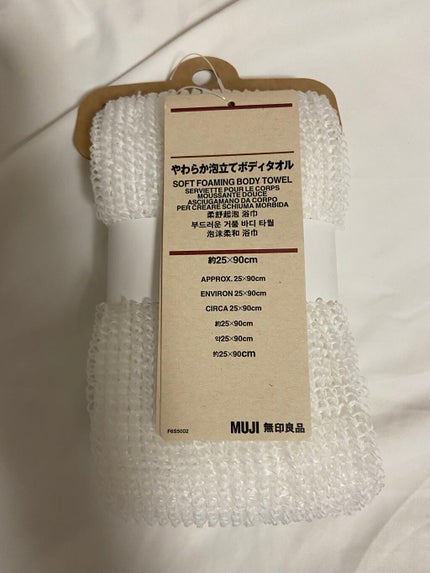 やわらか泡立てボディタオル
SOFT FOAMING BODY TOWEL
SERVIETTE POUR LE CORPS
MOUSSANTE DOUCE
ASCIUGAMANO DA CORPO
PER CREARE SCHIUMA MORBIDA
柔舒起泡 浴巾
부드러운 거품 바디 타월
泡沫柔和 浴巾
約25×90cm
APPROX. 25×90cm
ENVIRON 25×90cm
CIRCA 25×90cm
約25×90cm
약25×90cm
约25×90cm
F6S5002
MUJI 無印良品